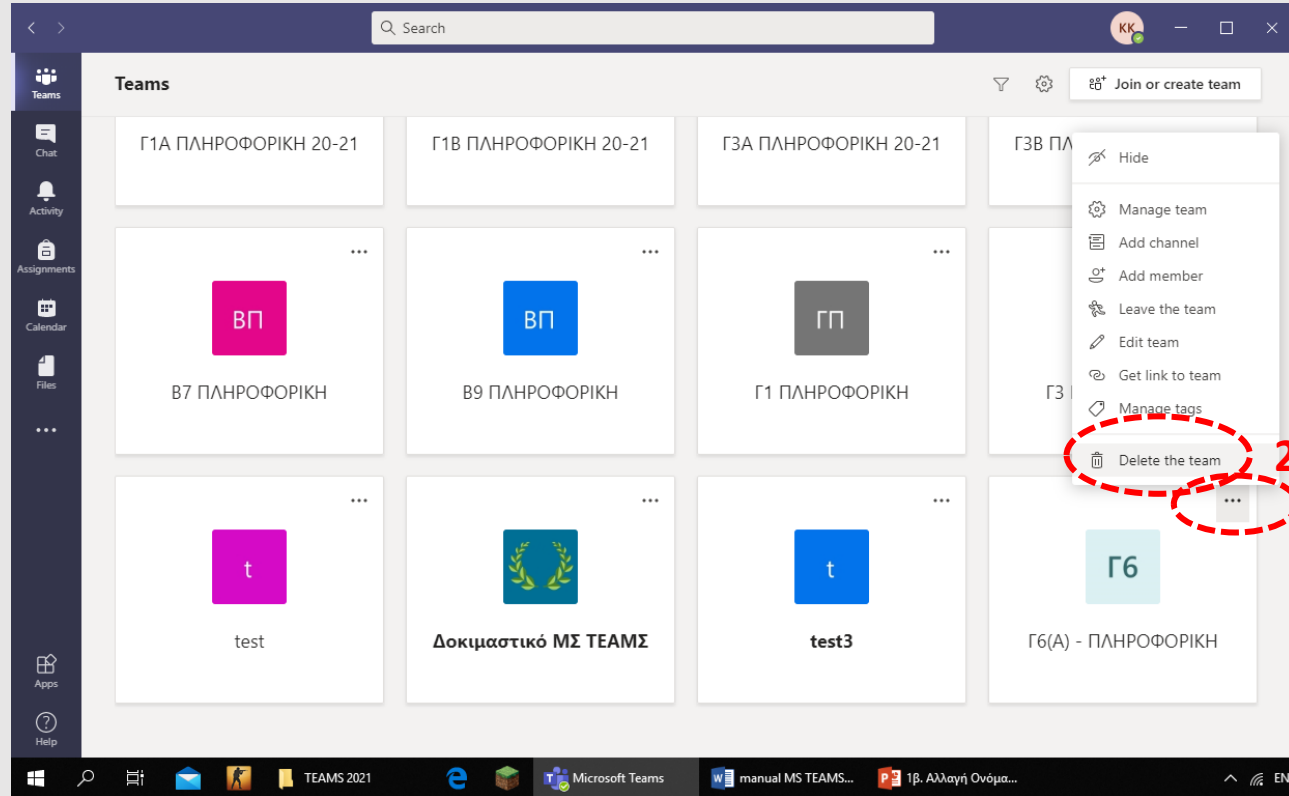 Search
KK
Teams
Teams
Join or create team
Chat
Activity
Assignments
Calendar
Files
Apps
Help
Γ1Α ΠΛΗΡΟΦΟΡΙΚΗ 20-21
Γ1Β ΠΛΗΡΟΦΟΡΙΚΗ 20-21
Γ3Α ΠΛΗΡΟΦΟΡΙΚΗ 20-21
Γ3Β ΠΛ
Hide
Manage team
Add channel
Add member
Leave the team
Edit team
Get link to team
Manage tags
Delete the team
2
ΒΠ
Β7 ΠΛΗΡΟΦΟΡΙΚΗ
ΒΠ
Β9 ΠΛΗΡΟΦΟΡΙΚΗ
ΓΠ
Γ1 ΠΛΗΡΟΦΟΡΙΚΗ
Γ3
t
test
Δοκιμαστικό ΜΣ ΤΕΑΜΣ
t
test3
Γ6
Γ6(Α) - ΠΛΗΡΟΦΟΡΙΚΗ
TEAMS 2021
Microsoft Teams
manual MS TEAMS...
1β. Αλλαγή Ονόμα...
EN